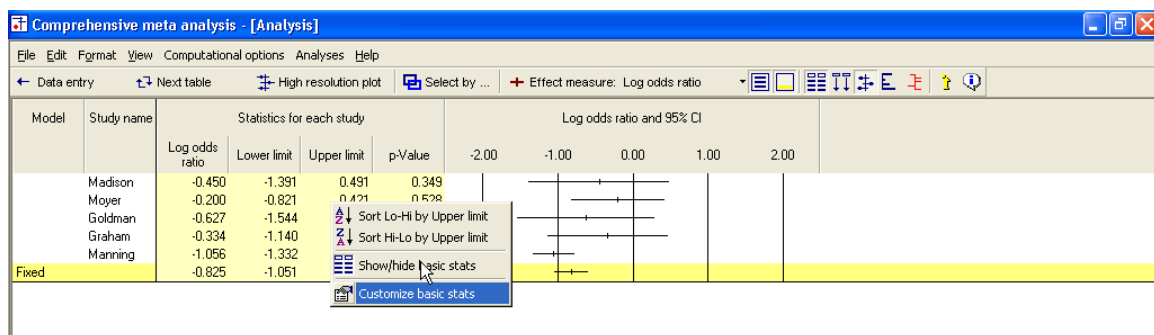 Comprehensive meta analysis - [Analysis]
File Edit Format View Computational options Analyses Help
Data entry Next table High resolution plot Select by ... Effect measure: Log odds ratio
Model Study name Statistics for each study Log odds ratio and 95% CI
Log odds ratio Lower limit Upper limit p-Value -2.00 -1.00 0.00 1.00 2.00
Madison -0.450 -1.391 0.491 0.349
Moyer -0.200 -0.821 0.421 0.528
Goldman -0.627 -1.544
Graham -0.334 -1.140
Manning -1.056 -1.332
Fixed -0.825 -1.051
Sort Lo-Hi by Upper limit
Sort Hi-Lo by Upper limit
Show/hide basic stats
Customize basic stats